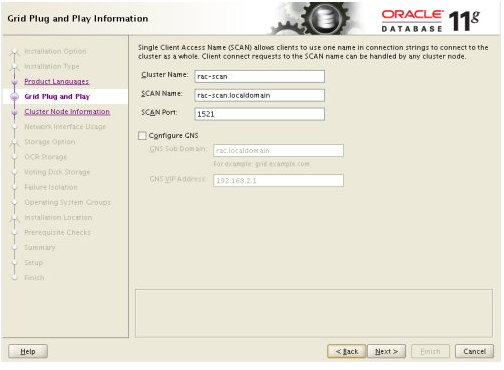 Grid Plug and Play Information
ORACLE
DATABASE
11g
Installation Option
Installation Type
Product Languages
Grid Plug and Play
Cluster Node Information
Network Interface Usage
Storage Option
OCR Storage
Voting Disk Storage
Failure Isolation
Operating System Groups
Installation Location
Prerequisite Checks
Summary
Setup
Finish
Single Client Access Name (SCAN) allows clients to use one name in connection strings to connect to the
cluster as a whole. Client connect requests to the SCAN name can be handled by any cluster node.
Cluster Name: rac-scan
SCAN Name: rac-scan.localdomain
SCAN Port: 1521
Configure GNS
GNS Sub Domain: rac.localdomain
For example: grid.example.com
GNS VIP Address: 192.168.2.1
Help
< Back
Next >
Finish
Cancel